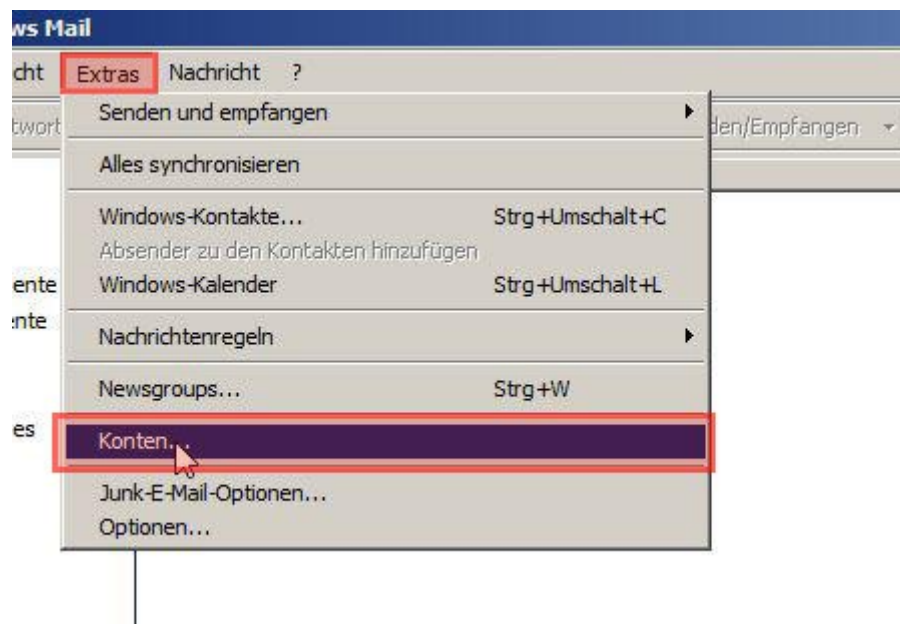 ws Mail
cht Extras Nachricht ?
Senden und empfangen
twort
den/Empfangen
Alles synchronisieren
Windows-Kontakte... Strg+Umschalt+C
Absender zu den Kontakten hinzufügen
ente Windows-Kalender Strg+Umschalt+L
ente
Nachrichtenregeln
Newsgroups... Strg+W
es
Konten...
Junk-E-Mail-Optionen...
Optionen...